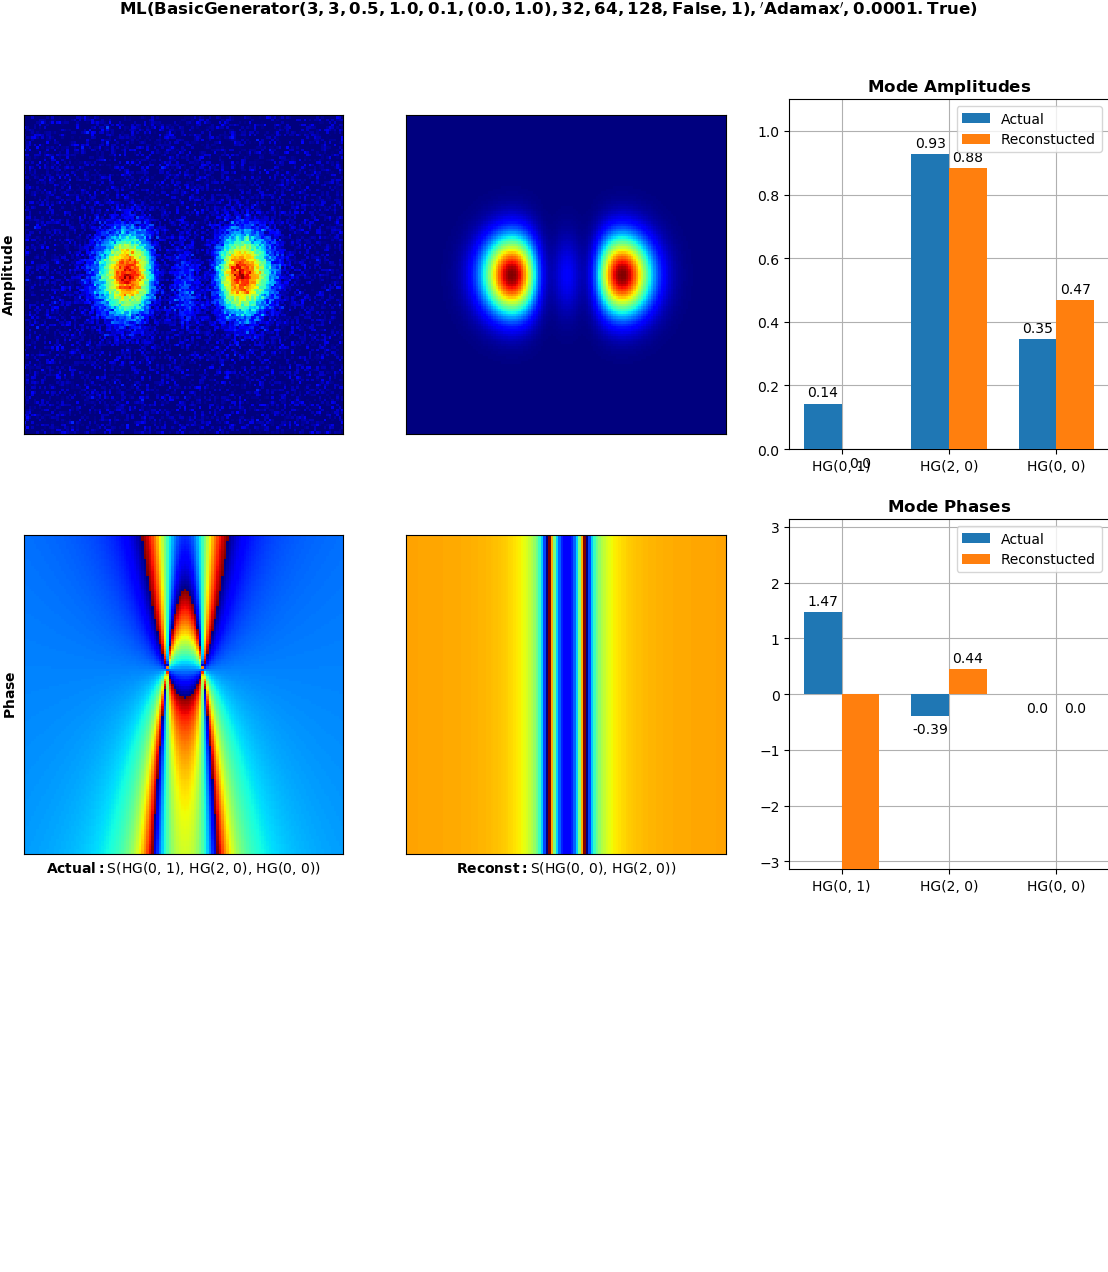 ML(BasicGenerator(3, 3, 0.5, 1.0, 0.1, (0.0, 1.0), 32, 64, 128, False, 1), ′Adamax′, 0.0001. True)
Amplitude
Mode Amplitudes
Actual
Reconstucted
1.0
0.8
0.6
0.4
0.2
0.0
0.14
0.0
0.93
0.88
0.35
0.47
HG(0, 1)
HG(2, 0)
HG(0, 0)
Phase
Actual: S(HG(0, 1), HG(2, 0), HG(0, 0))
Reconst: S(HG(0, 0), HG(2, 0))
Mode Phases
Actual
Reconstucted
3
2
1
0
−1
−2
−3
1.47
-0.39
0.44
0.0
0.0
HG(0, 1)
HG(2, 0)
HG(0, 0)